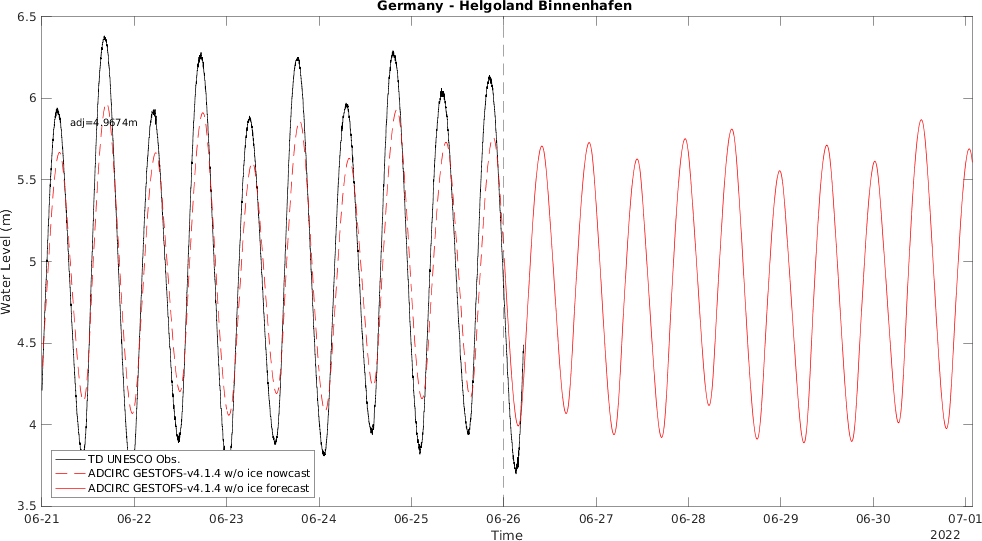 Germany - Helgoland Binnenhafen
6.5
6
5.5
5
4.5
4
3.5
Water Level (m)
adj=4.9674m
TD UNESCO Obs.
ADCIRC GESTOFS-v4.1.4 w/o ice nowcast
ADCIRC GESTOFS-v4.1.4 w/o ice forecast
06-21 06-22 06-23 06-24 06-25 06-26 06-27 06-28 06-29 06-30 07-01
Time
2022